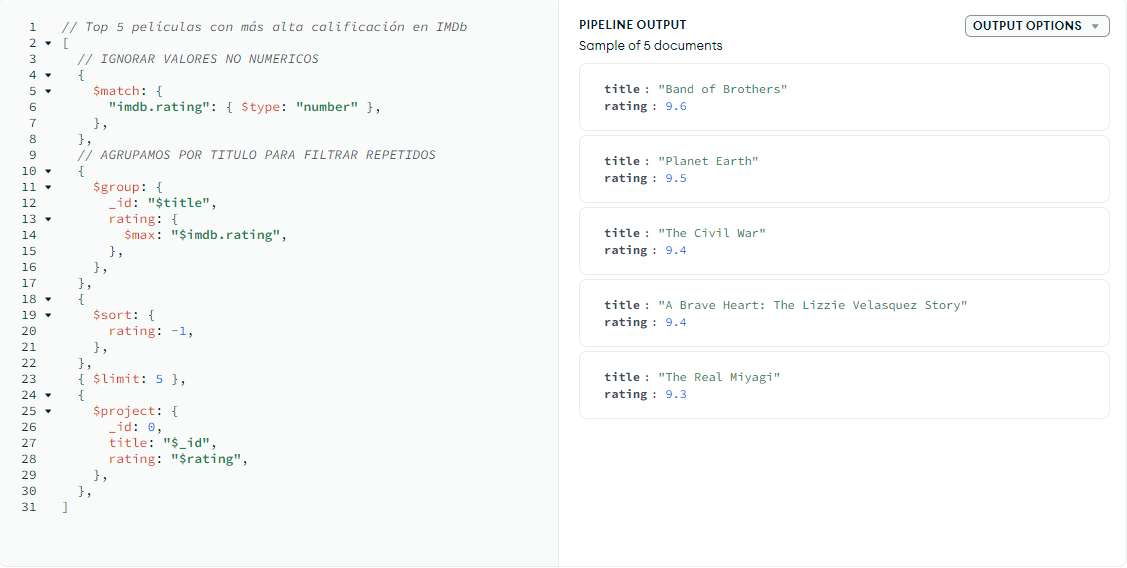 1 // Top 5 películas con más alta calificación en IMDb
2 [
3 // IGNORAR VALORES NO NUMERICOS
4 {
5 $match: {
6 "imdb.rating": { $type: "number" },
7 },
8 },
9 // AGRUPAMOS POR TITULO PARA FILTRAR REPETIDOS
10 {
11 $group: {
12 _id: "$title",
13 rating: {
14 $max: "$imdb.rating",
15 },
16 },
17 },
18 {
19 $sort: {
20 rating: -1,
21 },
22 },
23 { $limit: 5 },
24 {
25 $project: {
26 _id: 0,
27 title: "$_id",
28 rating: "$rating",
29 },
30 },
31 ]
PIPELINE OUTPUT
OUTPUT OPTIONS
Sample of 5 documents
title : "Band of Brothers"
rating : 9.6
title : "Planet Earth"
rating : 9.5
title : "The Civil War"
rating : 9.4
title : "A Brave Heart: The Lizzie Velasquez Story"
rating : 9.4
title : "The Real Miyagi"
rating : 9.3